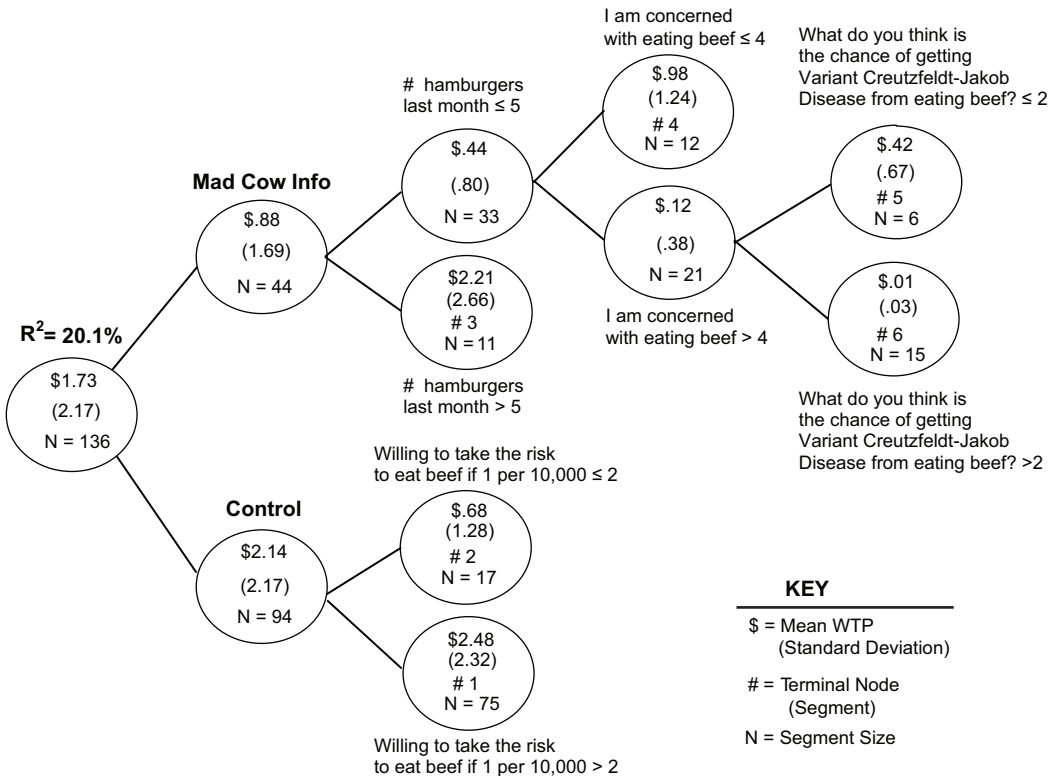 I am concerned
with eating beef ≤ 4
What do you think is
the chance of getting
Variant Creutzfeldt-Jakob
Disease from eating beef? ≤ 2
# hamburgers
last month ≤ 5
$.98
(1.24)
# 4
N = 12
$.44
(.80)
N = 33
$.42
(.67)
# 5
N = 6
Mad Cow Info
$.88
(1.69)
N = 44
$.12
(.38)
N = 21
$2.21
(2.66)
# 3
N = 11
I am concerned
with eating beef > 4
$.01
(.03)
# 6
N = 15
R²= 20.1%
$1.73
(2.17)
N = 136
# hamburgers
last month > 5
What do you think is
the chance of getting
Variant Creutzfeldt-Jakob
Disease from eating beef? >2
Willing to take the risk
to eat beef if 1 per 10,000 ≤ 2
Control
$2.14
(2.17)
N = 94
$.68
(1.28)
# 2
N = 17
$2.48
(2.32)
# 1
N = 75
Willing to take the risk
to eat beef if 1 per 10,000 > 2
KEY
$ = Mean WTP
(Standard Deviation)
# = Terminal Node
(Segment)
N = Segment Size